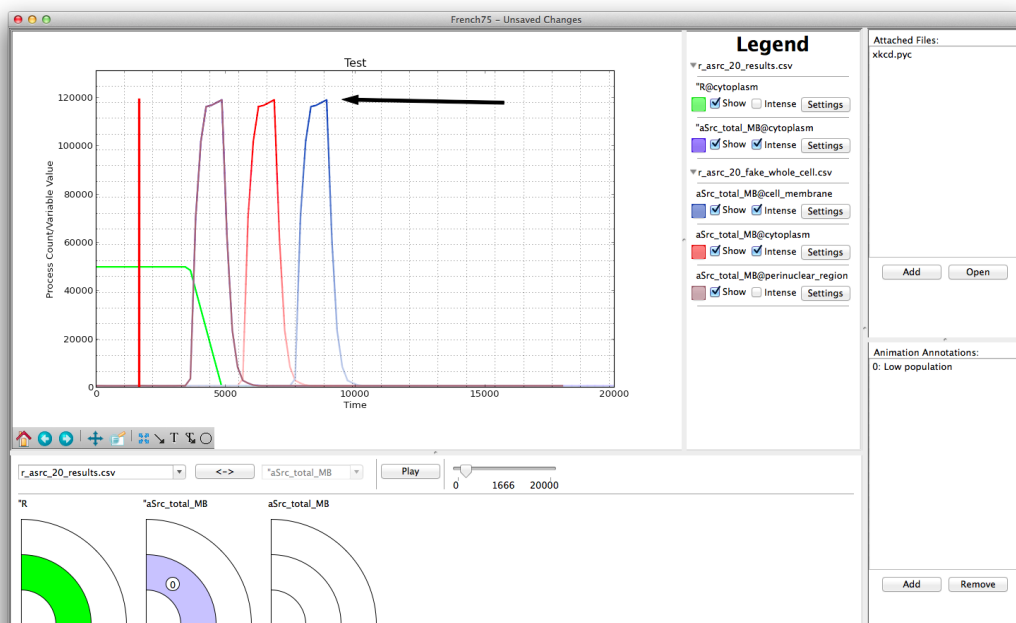 French75 – Unsaved Changes
Test
Process Count/Variable Value
120000
100000
80000
60000
40000
20000
0
0
5000
10000
15000
20000
Time
T
T
Legend
r_asrc_20_results.csv
"R@cytoplasm
Show Intense Settings
"aSrc_total_MB@cytoplasm
Show Intense Settings
r_asrc_20_fake_whole_cell.csv
aSrc_total_MB@cell_membrane
Show Intense Settings
aSrc_total_MB@cytoplasm
Show Intense Settings
aSrc_total_MB@perinuclear_region
Show Intense Settings
Attached Files:
xkcd.pyc
Add Open
Animation Annotations:
0: Low population
Add Remove
r_asrc_20_results.csv <-> "aSrc_total_MB Play
0 1666 20000
"R "aSrc_total_MB aSrc_total_MB
0